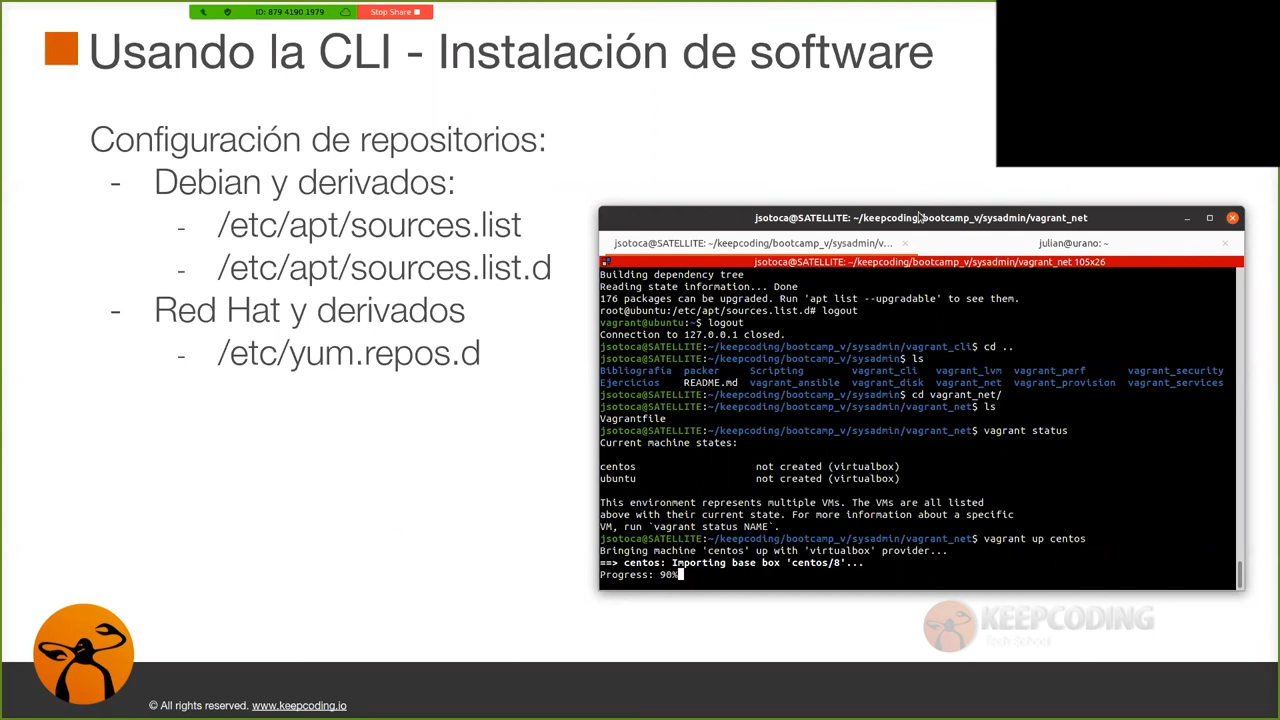 ID: 879 4190 1979
Stop Share
Usando la CLI - Instalación de software
Configuración de repositorios:
- Debian y derivados:
- /etc/apt/sources.list
- /etc/apt/sources.list.d
- Red Hat y derivados
- /etc/yum.repos.d
jsotoca@SATELLITE: ~/keepcoding/bootcamp_v/sysadmin/vagrant_net
jsotoca@SATELLITE: ~/keepcoding/bootcamp_v/sysadmin/v... ×
julian@urano: ~ ×
jsotoca@SATELLITE: ~/keepcoding/bootcamp_v/sysadmin/vagrant_net 105x26
Building dependency tree
Reading state information... Done
176 packages can be upgraded. Run 'apt list --upgradable' to see them.
root@ubuntu:/etc/apt/sources.list.d# logout
vagrant@ubuntu:~$ logout
Connection to 127.0.0.1 closed.
jsotoca@SATELLITE:~/keepcoding/bootcamp_v/sysadmin/vagrant_cli$ cd ..
jsotoca@SATELLITE:~/keepcoding/bootcamp_v/sysadmin$ ls
Bibliografia packer Scripting vagrant_cli vagrant_lvm vagrant_perf vagrant_security
Ejercicios README.md vagrant_ansible vagrant_disk vagrant_net vagrant_provision vagrant_services
jsotoca@SATELLITE:~/keepcoding/bootcamp_v/sysadmin$ cd vagrant_net/
jsotoca@SATELLITE:~/keepcoding/bootcamp_v/sysadmin/vagrant_net$ ls
Vagrantfile
jsotoca@SATELLITE:~/keepcoding/bootcamp_v/sysadmin/vagrant_net$ vagrant status
Current machine states:
centos not created (virtualbox)
ubuntu not created (virtualbox)
This environment represents multiple VMs. The VMs are all listed
above with their current state. For more information about a specific
VM, run `vagrant status NAME`.
jsotoca@SATELLITE:~/keepcoding/bootcamp_v/sysadmin/vagrant_net$ vagrant up centos
Bringing machine 'centos' up with 'virtualbox' provider...
==> centos: Importing base box 'centos/8'...
Progress: 90%
KEEPCODING
Tech School
© All rights reserved. www.keepcoding.io